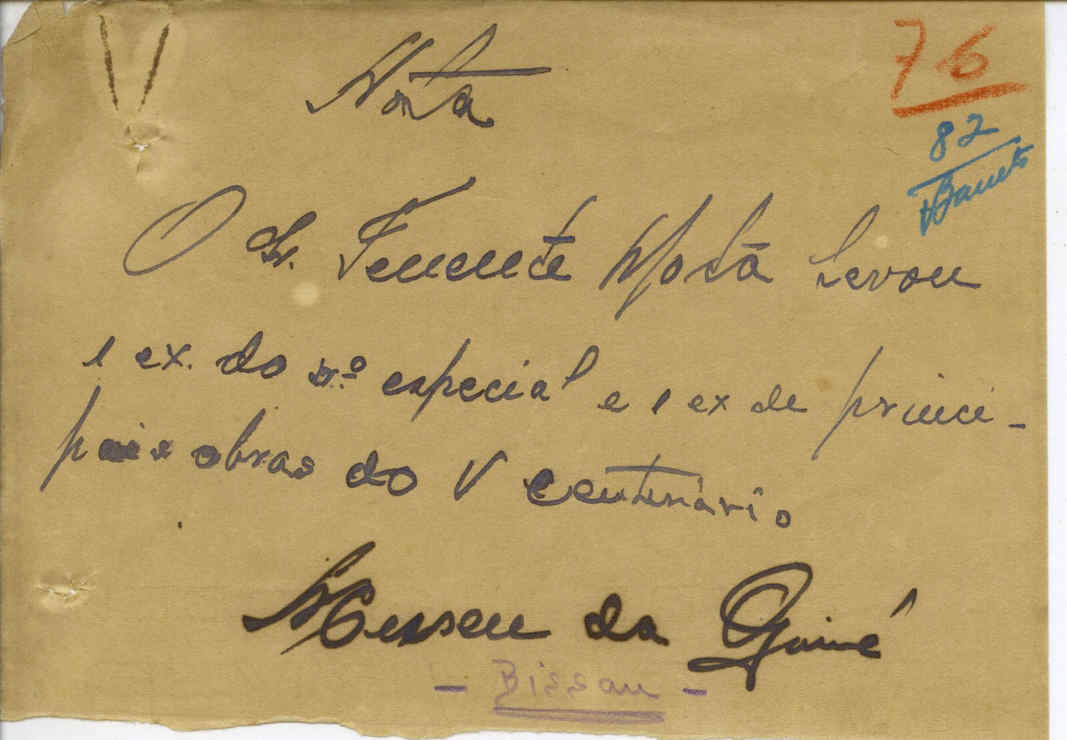 Nota
76
82
O Sr. Tenente Mota levou
1 ex. do nº especial e 1 ex de princi-
pais obras do V centenário
Museu da Guiné
- Bissau -